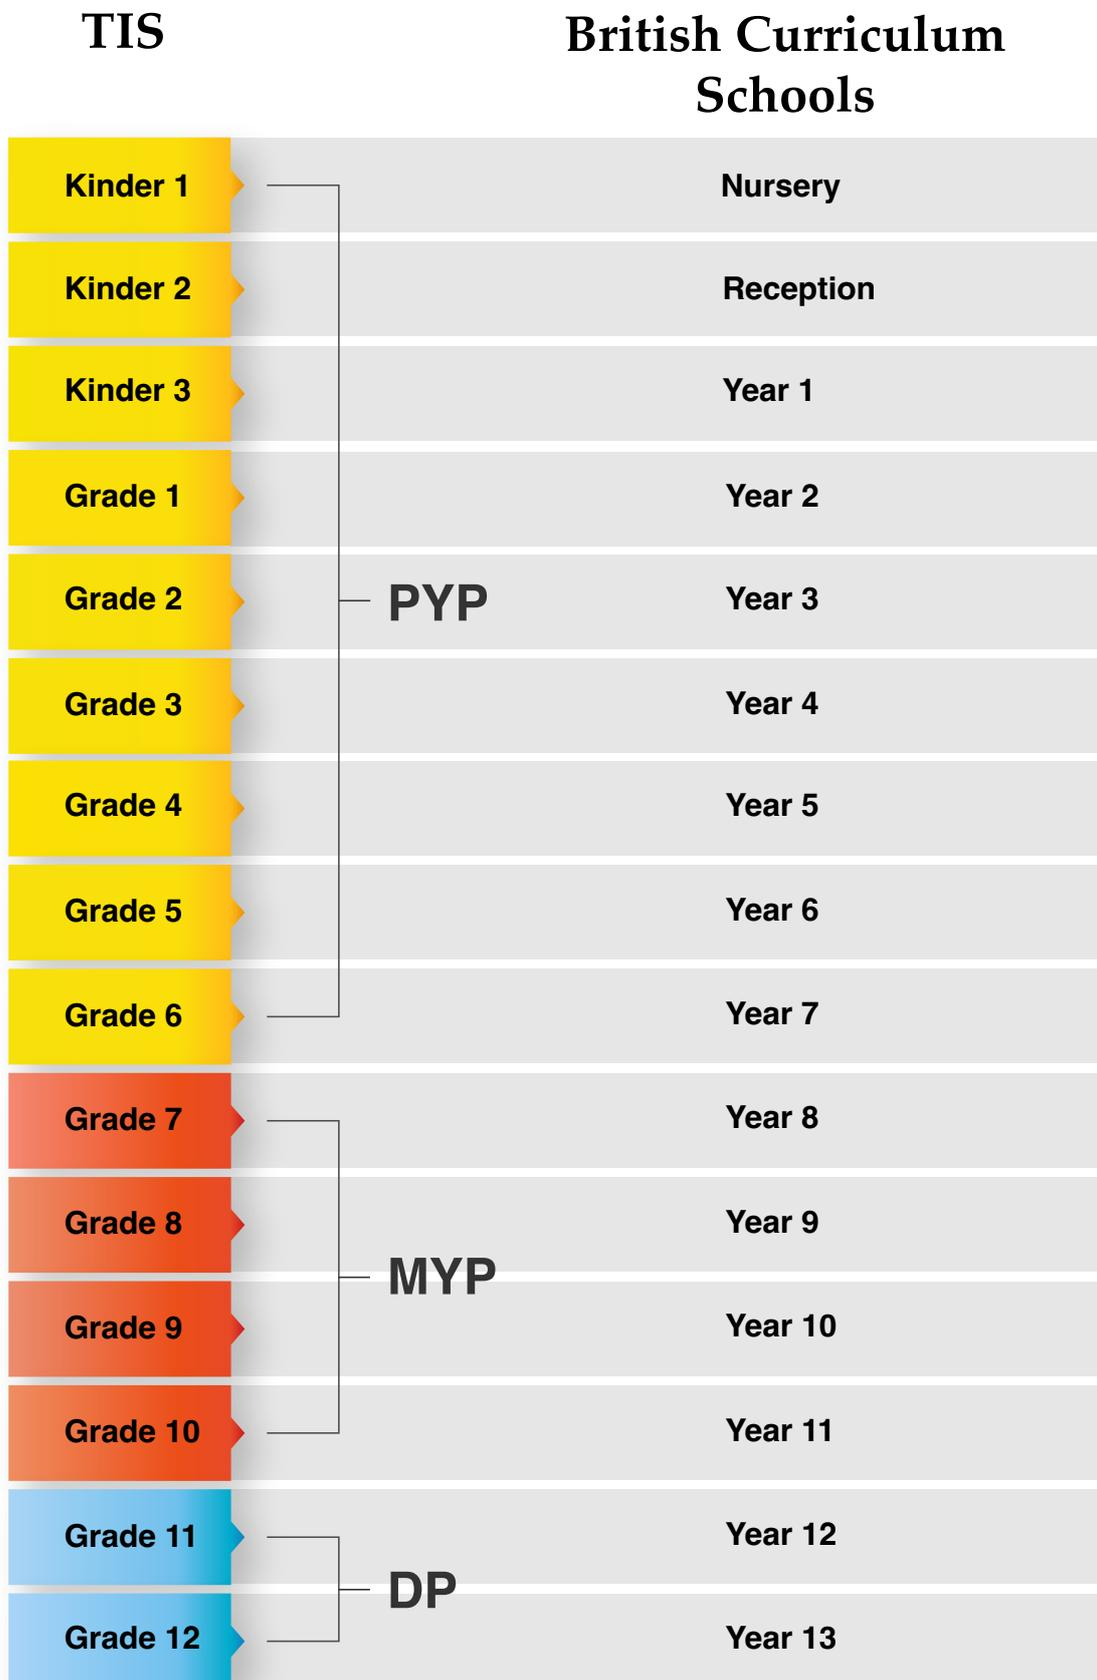 TIS
British Curriculum
Schools
Kinder 1
Nursery
Kinder 2
Reception
Kinder 3
Year 1
Grade 1
Year 2
Grade 2
PYP
Year 3
Grade 3
Year 4
Grade 4
Year 5
Grade 5
Year 6
Grade 6
Year 7
Grade 7
Year 8
Grade 8
Year 9
MYP
Grade 9
Year 10
Grade 10
Year 11
Grade 11
Year 12
DP
Grade 12
Year 13